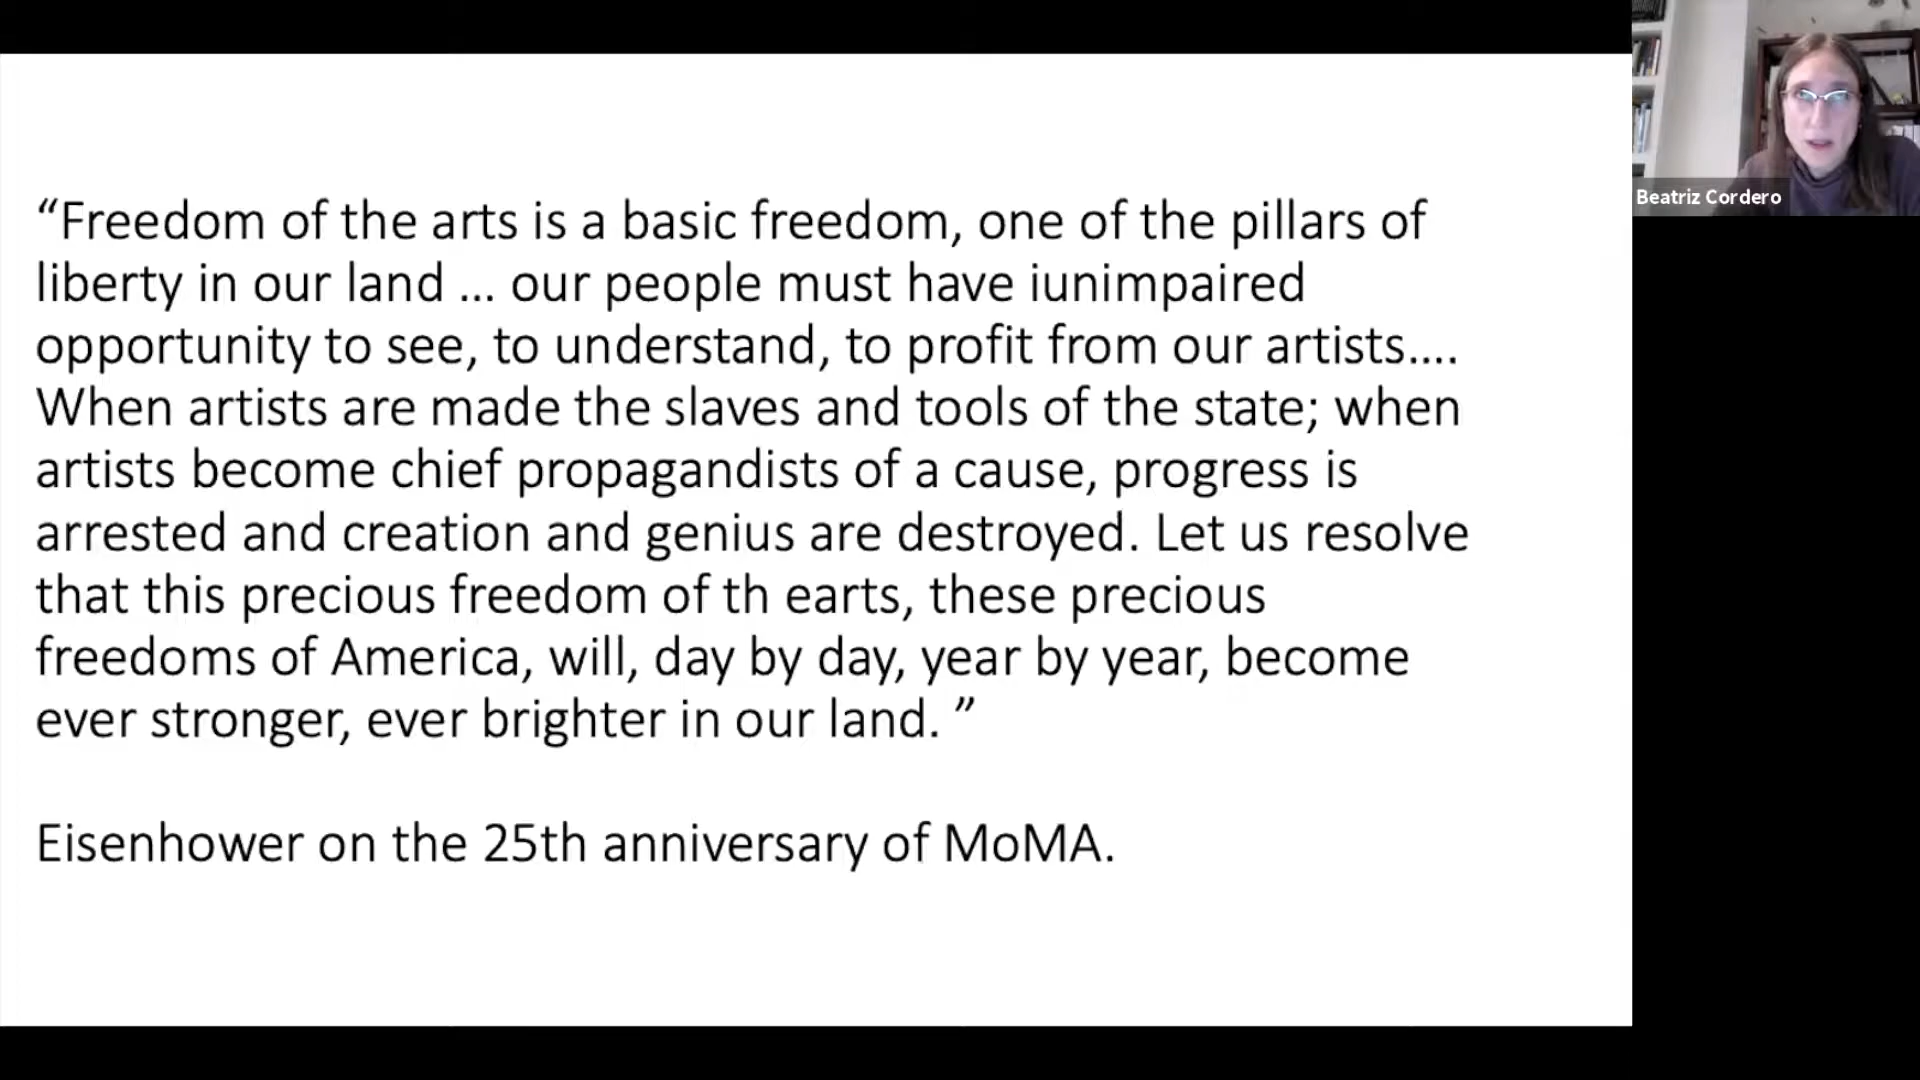 “Freedom of the arts is a basic freedom, one of the pillars of
liberty in our land ... our people must have iunimpaired
opportunity to see, to understand, to profit from our artists....
When artists are made the slaves and tools of the state; when
artists become chief propagandists of a cause, progress is
arrested and creation and genius are destroyed. Let us resolve
that this precious freedom of th earts, these precious
freedoms of America, will, day by day, year by year, become
ever stronger, ever brighter in our land. ”
Eisenhower on the 25th anniversary of MoMA.
Beatriz Cordero